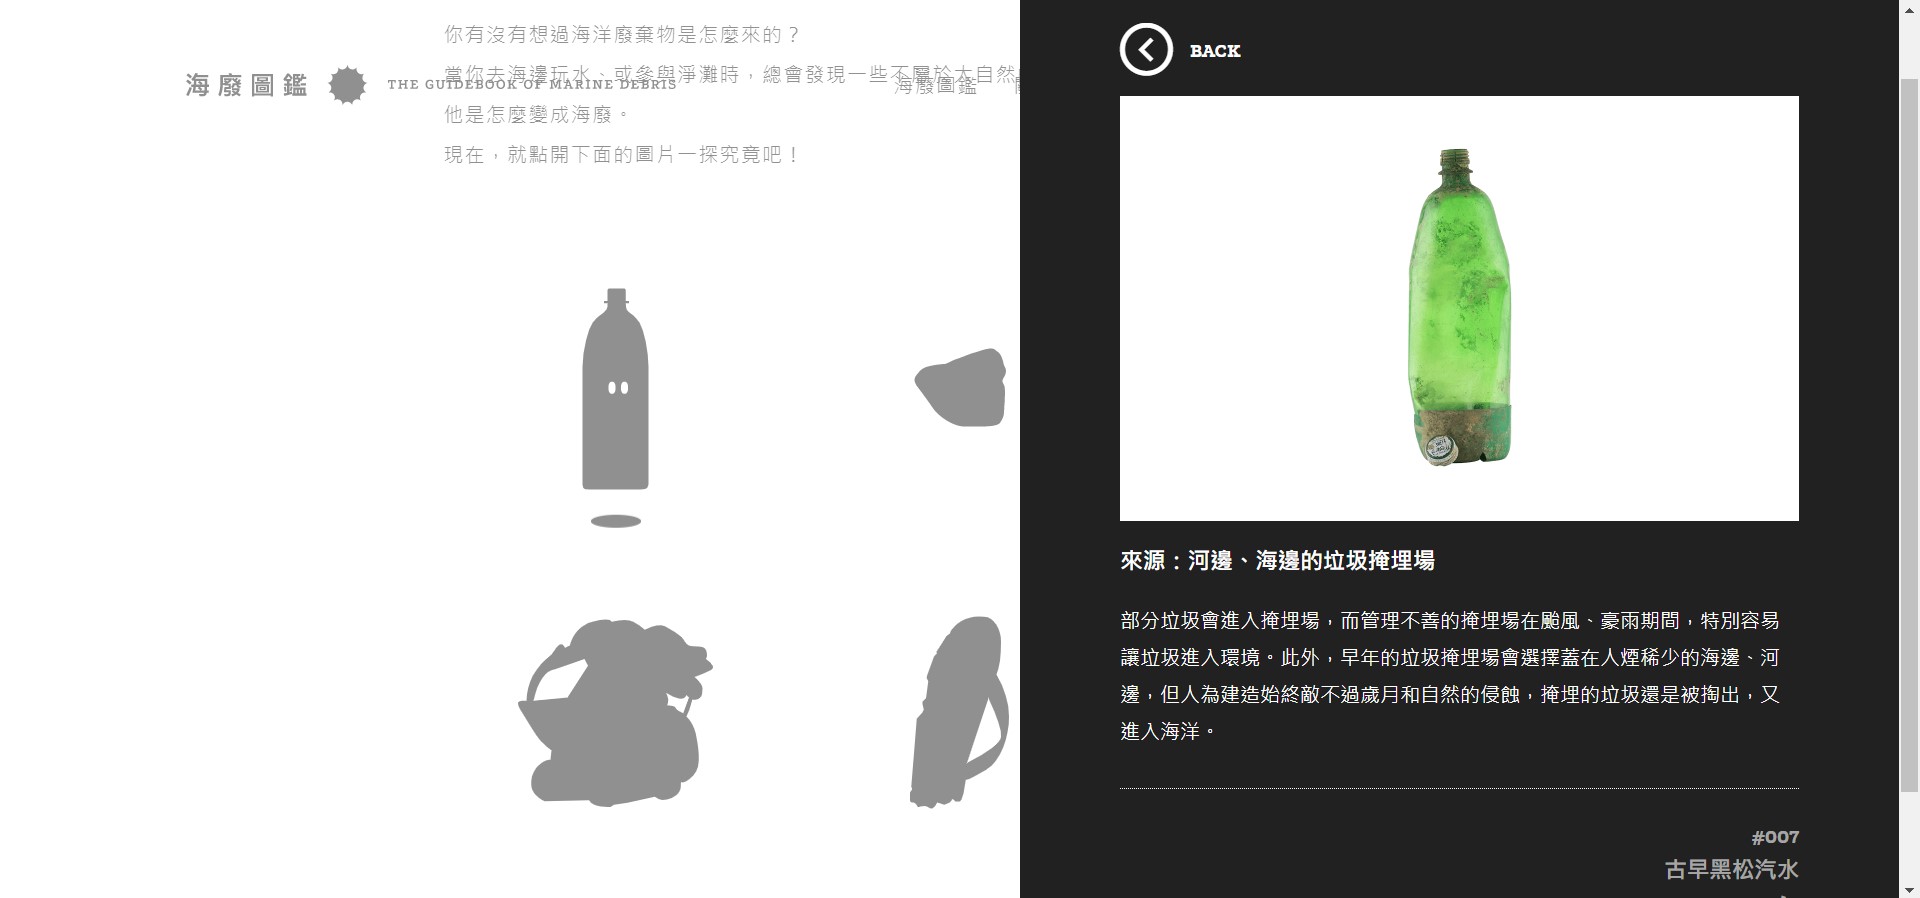 你有沒有想過海洋廢棄物是怎麼來的？
當你去海邊玩水、或參與淨灘時，總會發現一些不屬於大自然
海廢圖鑑
THE GUIDEBOOK OF MARINE DEBRIS
海廢圖鑑
他是怎麼變成海廢。
現在，就點開下面的圖片一探究竟吧！
BACK
來源：河邊、海邊的垃圾掩埋場
部分垃圾會進入掩埋場，而管理不善的掩埋場在颱風、豪雨期間，特別容易
讓垃圾進入環境。此外，早年的垃圾掩埋場會選擇蓋在人煙稀少的海邊、河
邊，但人為建造始終敵不過歲月和自然的侵蝕，掩埋的垃圾還是被掏出，又
進入海洋。
#007
古早黑松汽水